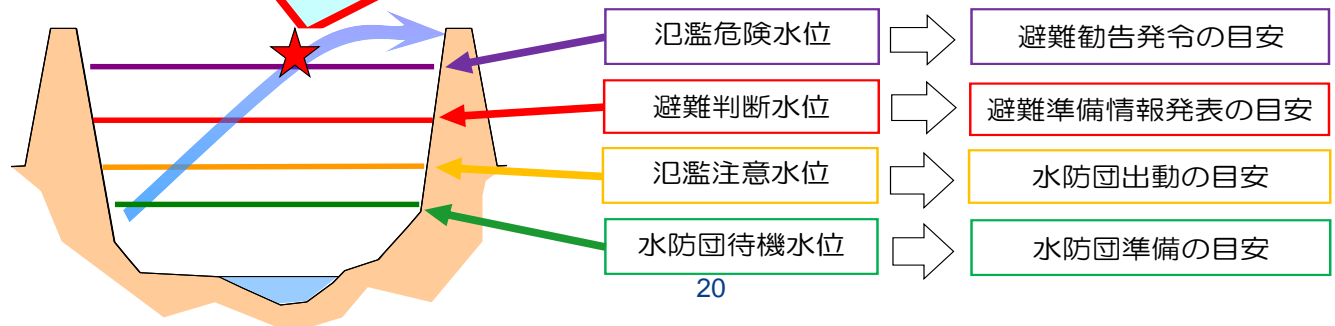 氾濫危険水位
避難勧告発令の目安
避難判断水位
避難準備情報発表の目安
氾濫注意水位
水防団出動の目安
水防団待機水位
水防団準備の目安
20